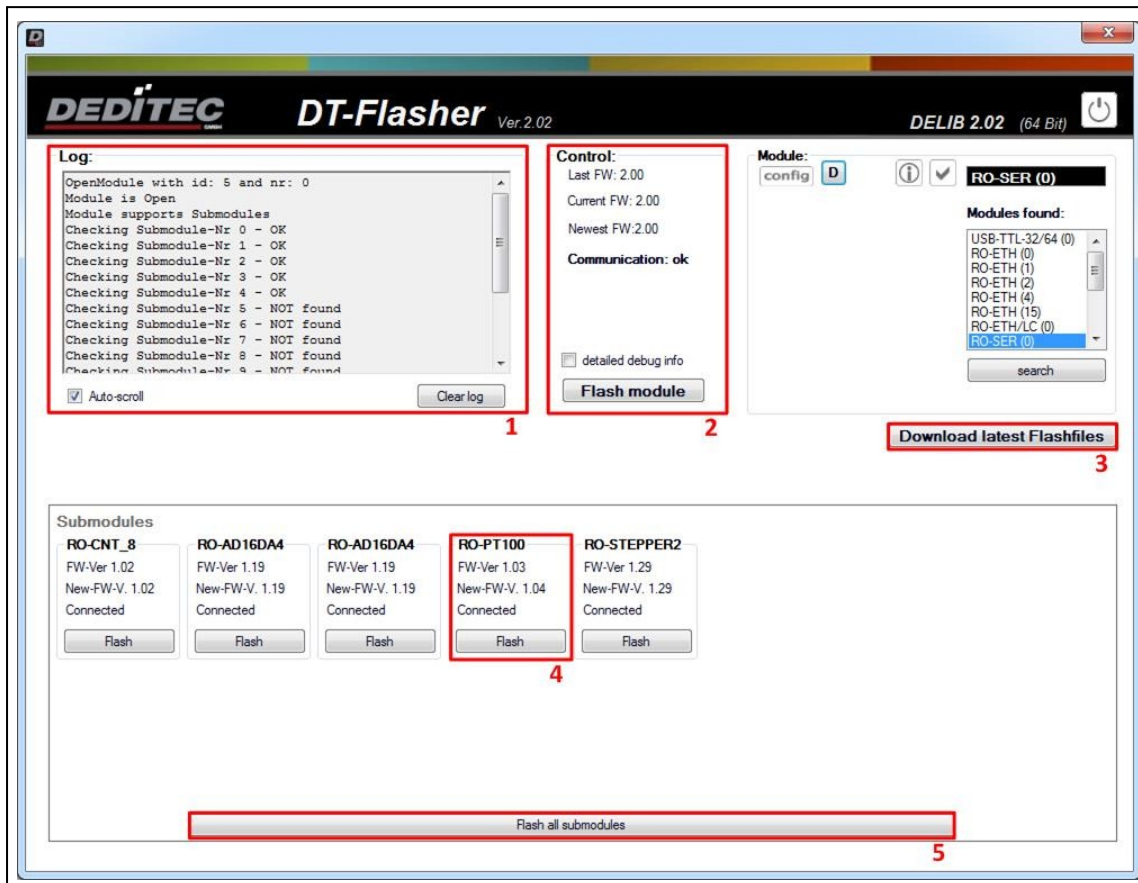 DEDITEC
GMBH
DT-Flasher Ver.2.02
DELIB 2.02 (64 Bit)
Log:
OpenModule with id: 5 and nr: 0
Module is Open
Module supports Submodules
Checking Submodule-Nr 0 - OK
Checking Submodule-Nr 1 - OK
Checking Submodule-Nr 2 - OK
Checking Submodule-Nr 3 - OK
Checking Submodule-Nr 4 - OK
Checking Submodule-Nr 5 - NOT found
Checking Submodule-Nr 6 - NOT found
Checking Submodule-Nr 7 - NOT found
Checking Submodule-Nr 8 - NOT found
Checking Submodule-Nr 9 - NOT found
Auto-scroll
Clear log
1
Control:
Last FW: 2.00
Current FW: 2.00
Newest FW:2.00
Communication: ok
detailed debug info
Flash module
2
Module:
config D
RO-SER (0)
Modules found:
USB-TTL-32/64 (0)
RO-ETH (0)
RO-ETH (1)
RO-ETH (2)
RO-ETH (4)
RO-ETH (15)
RO-ETH/LC (0)
RO-SER (0)
search
Download latest Flashfiles
3
Submodules
RO-CNT_8
FW-Ver 1.02
New-FW-V. 1.02
Connected
Flash
RO-AD16DA4
FW-Ver 1.19
New-FW-V. 1.19
Connected
Flash
RO-AD16DA4
FW-Ver 1.19
New-FW-V. 1.19
Connected
Flash
RO-PT100
FW-Ver 1.03
New-FW-V. 1.04
Connected
Flash
4
RO-STEPPER2
FW-Ver 1.29
New-FW-V. 1.29
Connected
Flash
Flash all submodules
5